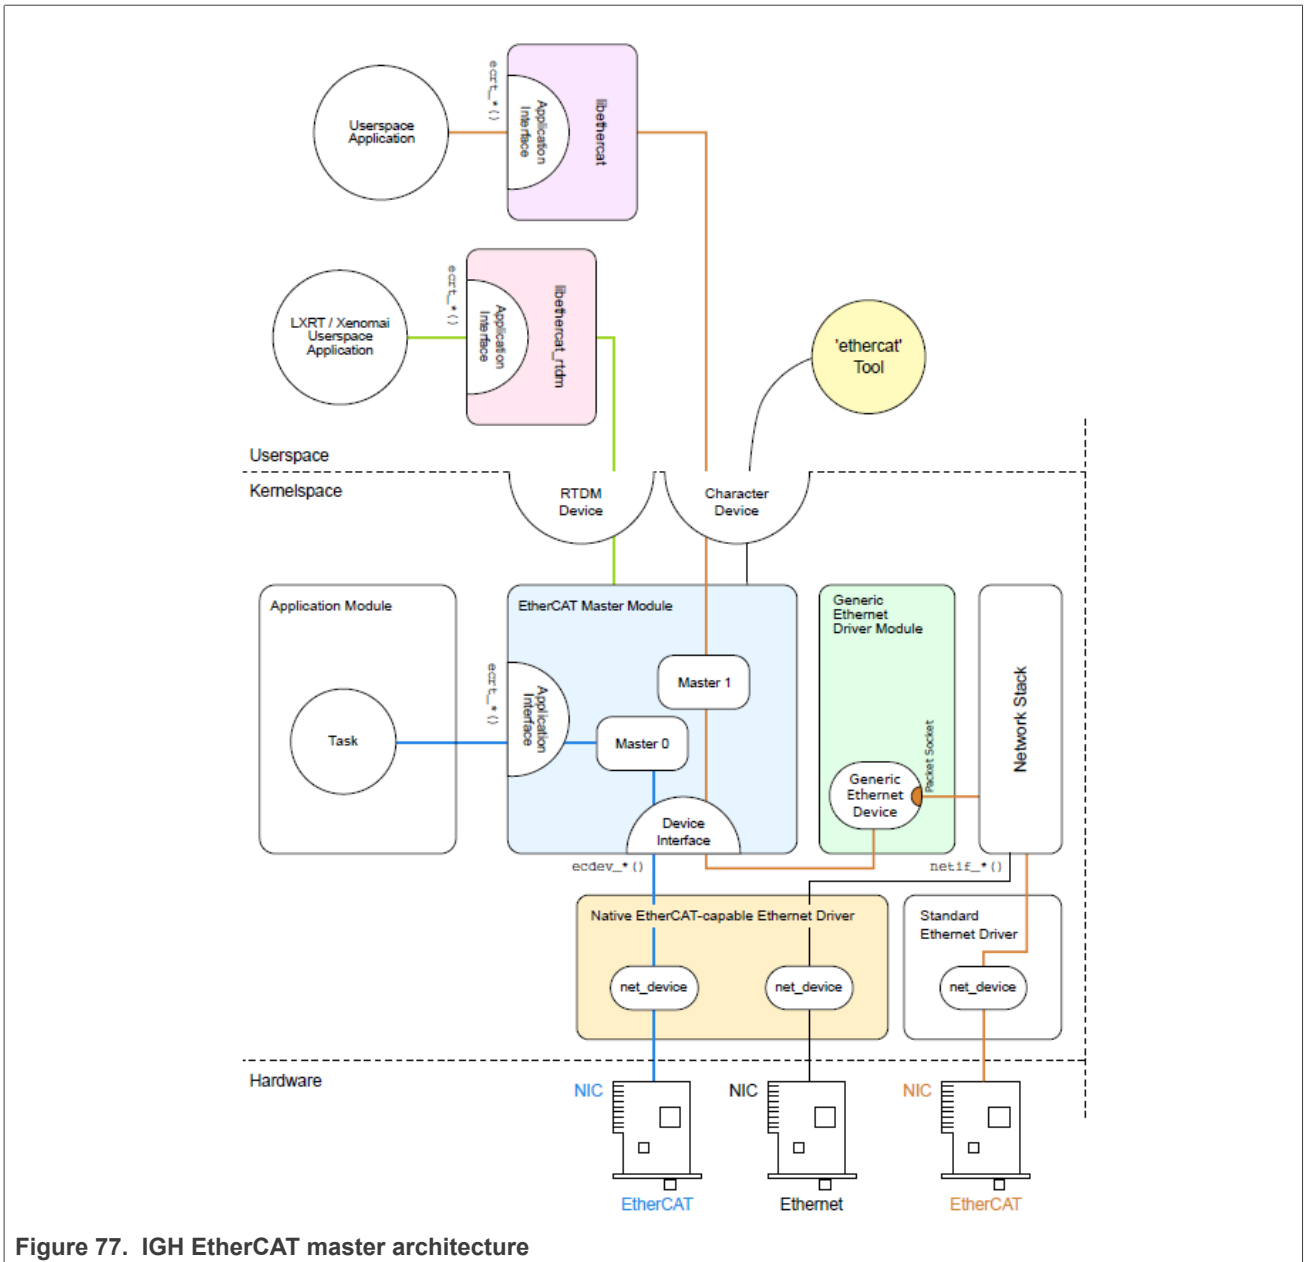 ecrt_*()
Application
Interface
libethercat
Userspace
Application
ecrt_*()
Application
Interface
libethercat_rtdm
LXRT / Xenomai
Userspace
Application
'ethercat'
Tool
Userspace
Kernelspace
RTDM
Device
Character
Device
Application Module
EtherCAT Master Module
Generic
Ethernet
Driver Module
Network Stack
ecrt_*()
Application
Interface
Master 1
Master 0
Task
Packet Socket
Generic
Ethernet
Device
Device
Interface
ecdev_*()
netif_*()
Native EtherCAT-capable Ethernet Driver
Standard
Ethernet Driver
net_device
net_device
net_device
Hardware
NIC
NIC
NIC
EtherCAT
Ethernet
EtherCAT
Figure 77. IGH EtherCAT master architecture